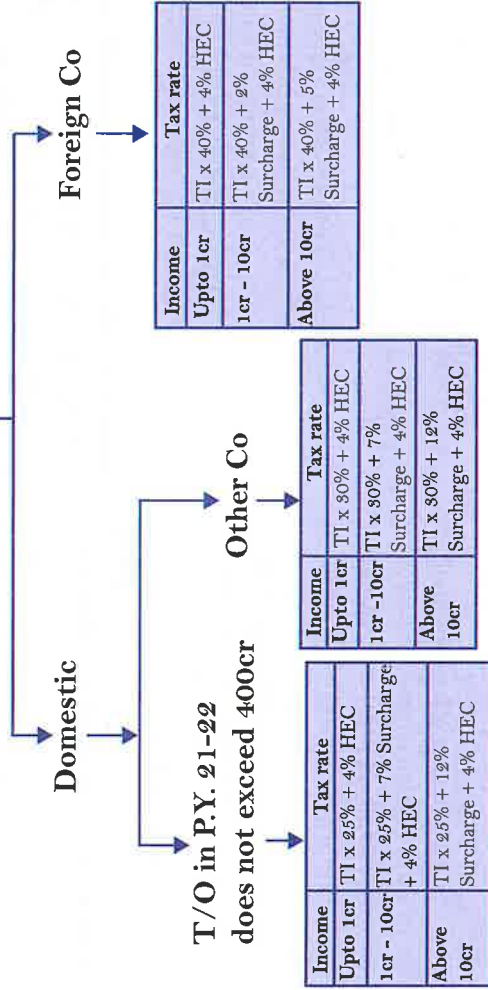 Domestic
Foreign Co
T/O in P.Y. 21-22
does not exceed 400cr
Other Co
Income Tax rate
Upto 1cr TI x 25% + 4% HEC
1cr - 10cr TI x 25% + 7% Surcharge
+ 4% HEC
Above
10cr
TI x 25% + 12%
Surcharge + 4% HEC
Income Tax rate
Upto 1cr TI x 30% + 4% HEC
1cr -10cr TI x 30% + 7%
Surcharge + 4% HEC
Above
10cr
TI x 30% + 12%
Surcharge + 4% HEC
Income Tax rate
Upto 1cr TI x 40% + 4% HEC
1cr - 10cr TI x 40% + 2%
Surcharge + 4% HEC
Above 10cr TI x 40% + 5%
Surcharge + 4% HEC